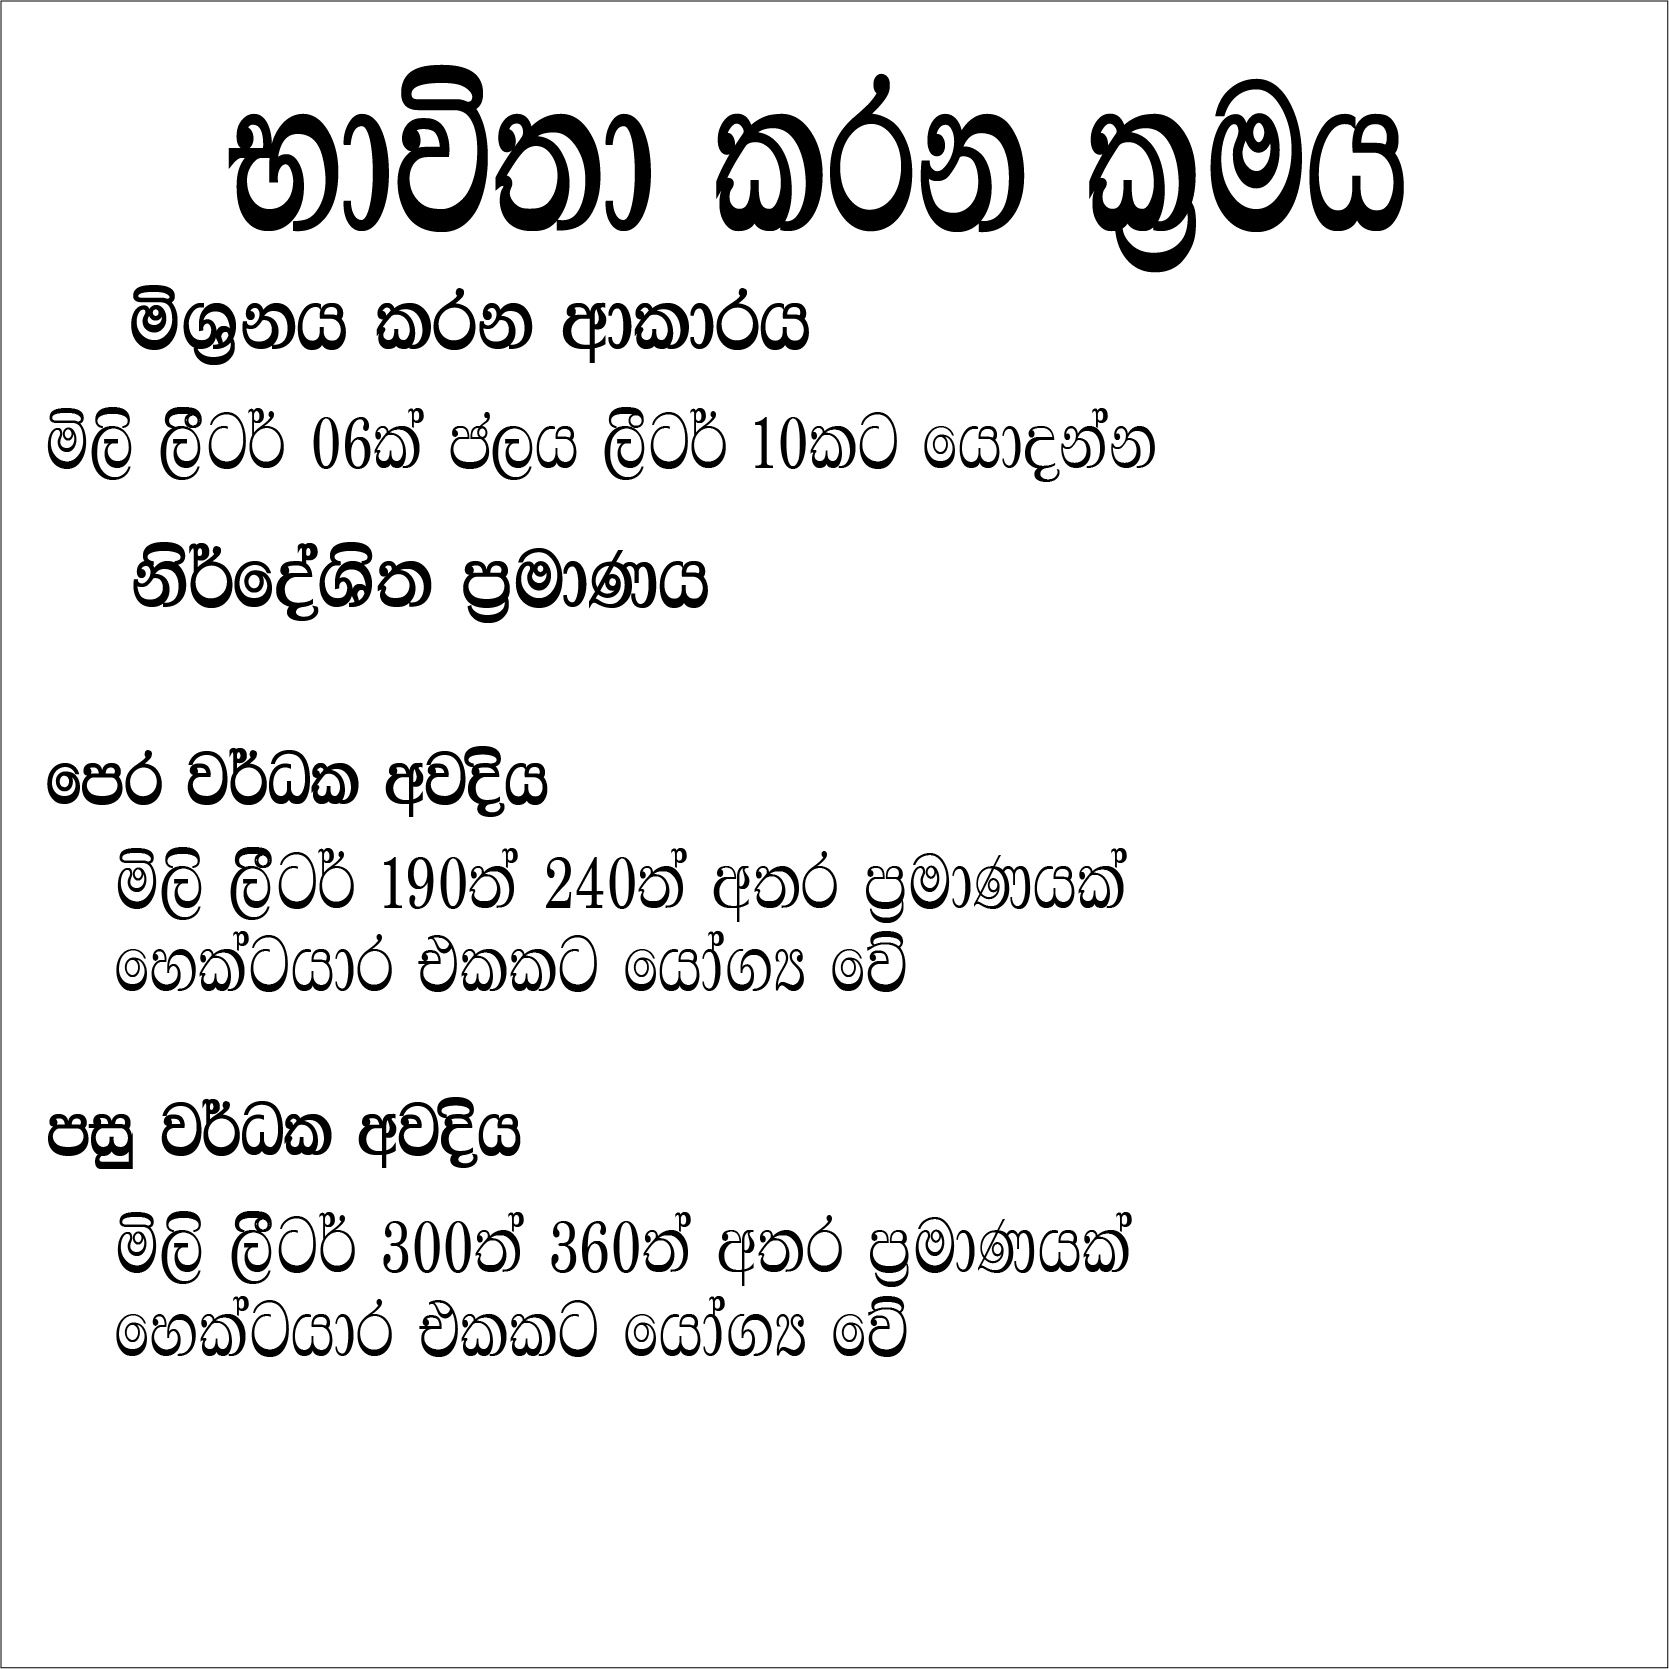 භාවිතා කරන ක්‍රමය
මිශ්‍රනය කරන ආකාරය
මිලි ලීටර් 06ක් ජලය ලීටර් 10කට යොදන්න
නිර්දේශිත ප්‍රමාණය
පෙර වර්ධක අවදිය
මිලි ලීටර් 190ත් 240ත් අතර ප්‍රමාණයක්
හෙක්ටයාර එකකට යෝග්‍ය වේ
පසු වර්ධක අවදිය
මිලි ලීටර් 300ත් 360ත් අතර ප්‍රමාණයක්
හෙක්ටයාර එකකට යෝග්‍ය වේ